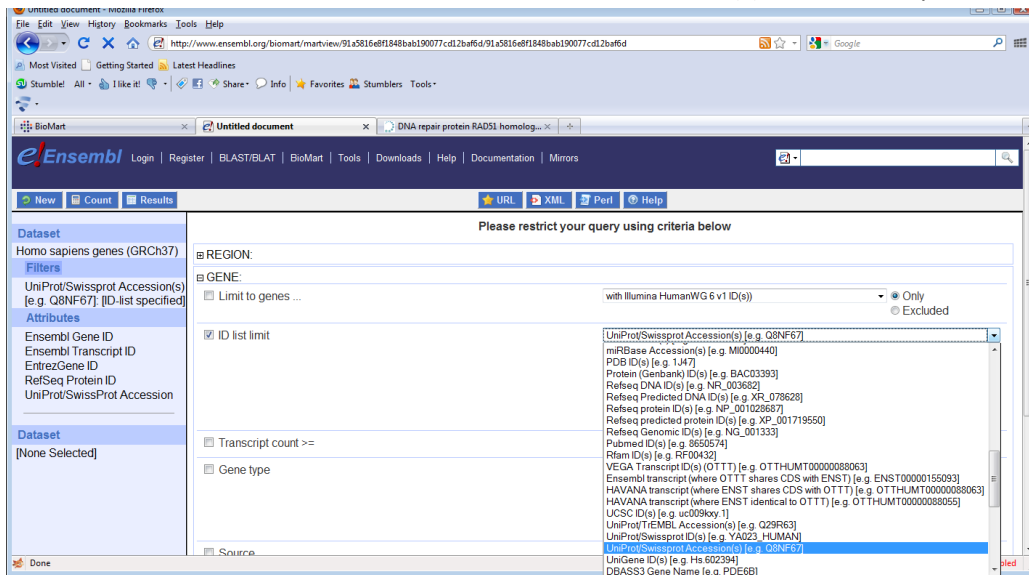 Untitled document - Mozilla Firefox
File Edit View History Bookmarks Tools Help
http://www.ensembl.org/biomart/martview/91a5816e8f1848bab190077cd12baf6d/91a5816e8f1848bab190077cd12baf6d Google
Most Visited Getting Started Latest Headlines
Stumble! All I like it! Share Info Favorites Stumblers Tools
BioMart Untitled document DNA repair protein RAD51 homolog...
e!Ensembl Login | Register | BLAST/BLAT | BioMart | Tools | Downloads | Help | Documentation | Mirrors
New Count Results URL XML Perl Help
Please restrict your query using criteria below
Dataset
Homo sapiens genes (GRCh37)
Filters
UniProt/Swissprot Accession(s)
[e.g. Q8NF67]: [ID-list specified]
Attributes
Ensembl Gene ID
Ensembl Transcript ID
EntrezGene ID
RefSeq Protein ID
UniProt/SwissProt Accession
Dataset
[None Selected]
REGION:
GENE:
Limit to genes ... with Illumina HumanWG 6 v1 ID(s)) Only
Excluded
ID list limit UniProt/Swissprot Accession(s) [e.g. Q8NF67]
miRBase Accession(s) [e.g. MI0000440]
PDB ID(s) [e.g. 1J47]
Protein (Genbank) ID(s) [e.g. BAC03393]
Refseq DNA ID(s) [e.g. NR_003682]
Refseq Predicted DNA ID(s) [e.g. XR_078628]
Refseq protein ID(s) [e.g. NP_001028687]
Refseq predicted protein ID(s) [e.g. XP_001719550]
Refseq Genomic ID(s) [e.g. NG_001333]
Pubmed ID(s) [e.g. 8650574]
Rfam ID(s) [e.g. RF00432]
VEGA Transcript ID(s) (OTTT) [e.g. OTTHUMT00000088063]
Ensembl transcript (where OTTT shares CDS with ENST) [e.g. ENST00000155093]
HAVANA transcript (where ENST shares CDS with OTTT) [e.g. OTTHUMT00000088063]
HAVANA transcript (where ENST identical to OTTT) [e.g. OTTHUMT00000088055]
UCSC ID(s) [e.g. uc009kxy.1]
UniProt/TrEMBL Accession(s) [e.g. Q29R63]
UniProt/Swissprot ID(s) [e.g. YA023_HUMAN]
UniProt/Swissprot Accession(s) [e.g. Q8NF67]
UniGene ID(s) [e.g. Hs.602394]
DBASS3 Gene Name [e.g. PDE6B]
Transcript count >=
Gene type
Source
Done